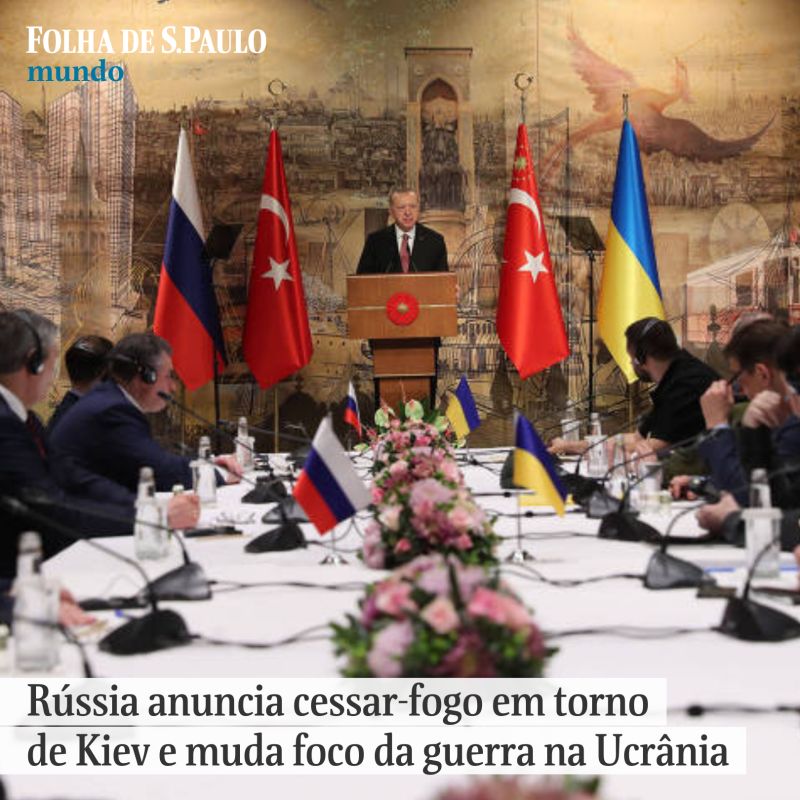 FOLHA DE S.PAULO
mundo
Rússia anuncia cessar-fogo em torno
de Kiev e muda foco da guerra na Ucrânia